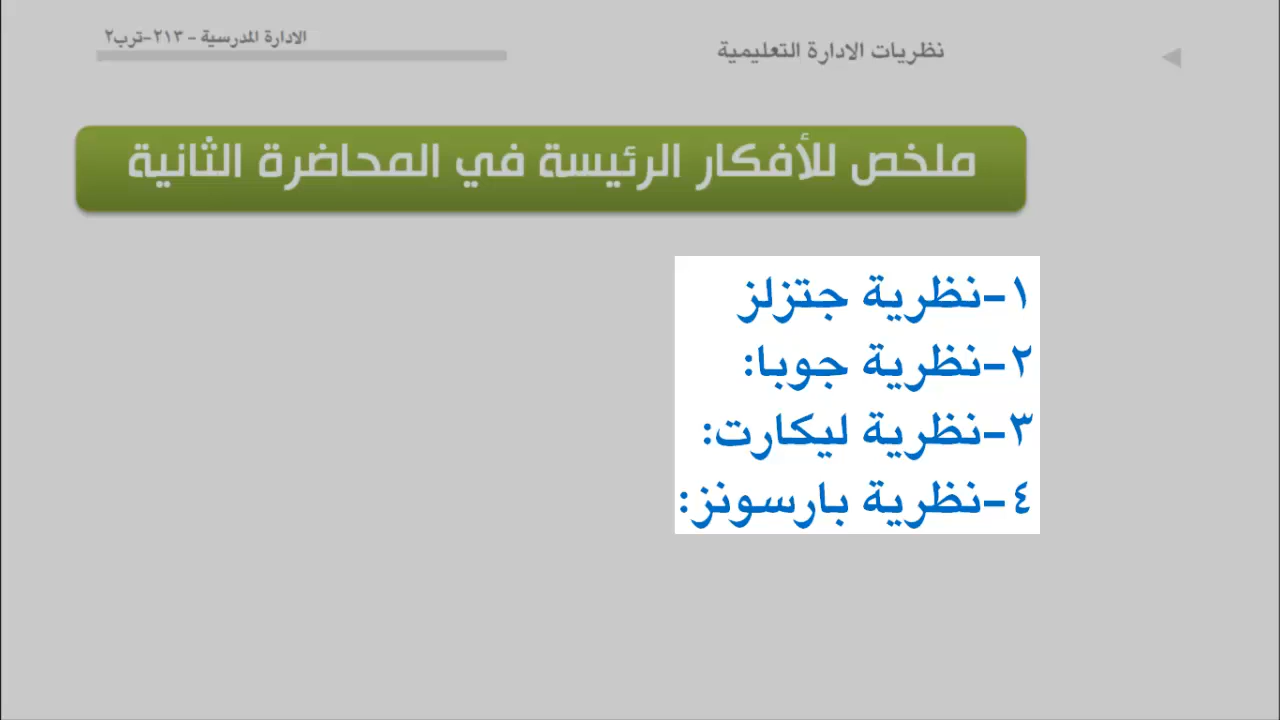 الادارة المدرسية - ٢١٣-ترب٢
نظريات الادارة التعليمية
ملخص للأفكار الرئيسة في المحاضرة الثانية
١-نظرية جتزلز
٢-نظرية جوبا:
٣-نظرية ليكارت:
٤-نظرية بارسونز: